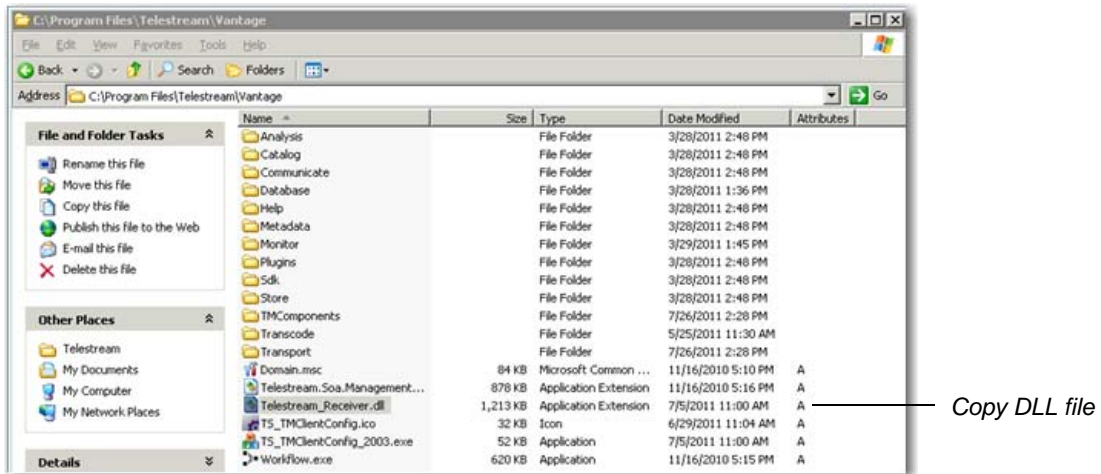 C:\Program Files\Telestream\Vantage
File Edit View Favorites Tools Help
Back Search Folders
Address C:\Program Files\Telestream\Vantage Go
File and Folder Tasks
Rename this file
Move this file
Copy this file
Publish this file to the Web
E-mail this file
Delete this file
Other Places
Telestream
My Documents
My Computer
My Network Places
Details
Name Size Type Date Modified Attributes
Analysis File Folder 3/28/2011 2:48 PM
Catalog File Folder 3/28/2011 2:48 PM
Communicate File Folder 3/28/2011 2:48 PM
Database File Folder 3/28/2011 1:36 PM
Help File Folder 3/28/2011 2:48 PM
Metadata File Folder 3/28/2011 2:48 PM
Monitor File Folder 3/29/2011 1:45 PM
Plugins File Folder 3/28/2011 2:48 PM
Sdk File Folder 3/28/2011 2:48 PM
Store File Folder 3/28/2011 2:48 PM
TMComponents File Folder 7/26/2011 2:28 PM
Transcode File Folder 5/25/2011 11:30 AM
Transport File Folder 7/26/2011 2:28 PM
Domain.msc 84 KB Microsoft Common ... 11/16/2010 5:10 PM A
Telestream.Soa.Management... 878 KB Application Extension 11/16/2010 5:16 PM A
Telestream_Receiver.dll 1,213 KB Application Extension 7/5/2011 11:00 AM A
TS_TMClientConfig.ico 32 KB Icon 6/29/2011 11:04 AM A
TS_TMClientConfig_2003.exe 52 KB Application 7/5/2011 11:00 AM A
Workflow.exe 620 KB Application 11/16/2010 5:15 PM A
Copy DLL file